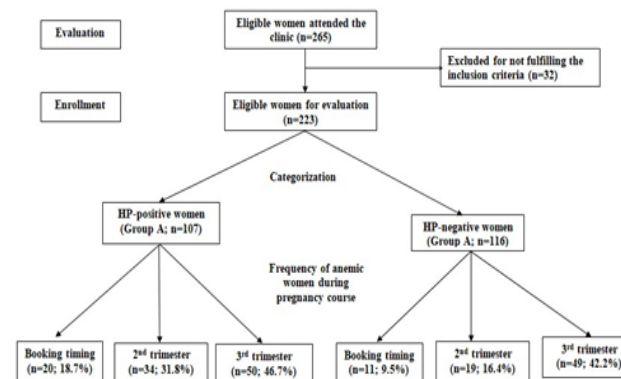 Evaluation
Eligible women attended the
clinic (n=265)
Excluded for not fulfilling the
inclusion criteria (n=32)
Enrollment
Eligible women for evaluation
(n=223)
Categorization
HP-positive women
(Group A; n=107)
HP-negative women
(Group A; n=116)
Frequency of anemic
women during
pregnancy course
Booking timing
(n=20; 18.7%)
2nd trimester
(n=34; 31.8%)
3rd trimester
(n=50; 46.7%)
Booking timing
(n=11; 9.5%)
2nd trimester
(n=19; 16.4%)
3rd trimester
(n=49; 42.2%)